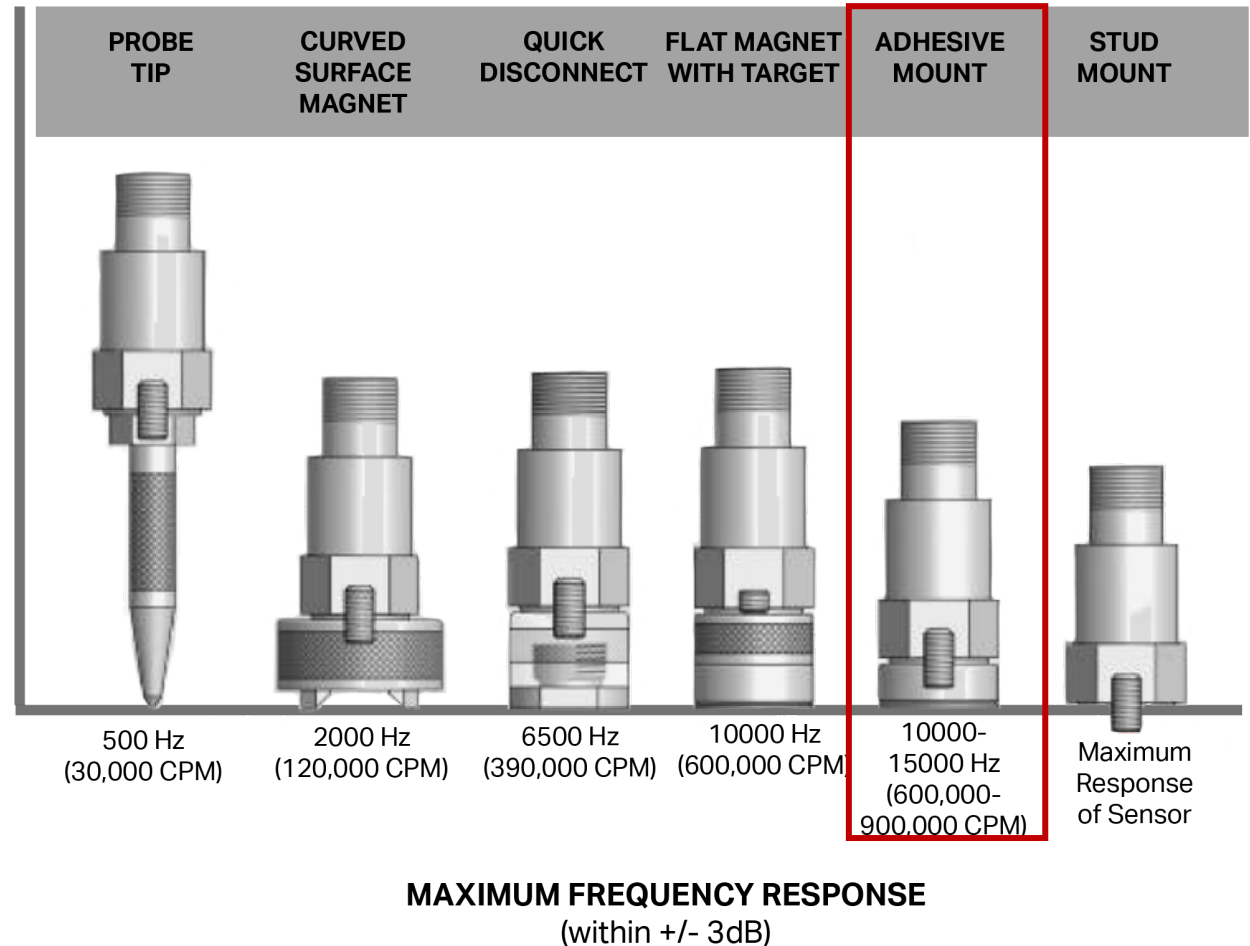 PROBE
TIP
CURVED
SURFACE
MAGNET
QUICK
DISCONNECT
FLAT MAGNET
WITH TARGET
ADHESIVE
MOUNT
STUD
MOUNT
500 Hz
(30,000 CPM)
2000 Hz
(120,000 CPM)
6500 Hz
(390,000 CPM)
10000 Hz
(600,000 CPM)
10000-
15000 Hz
(600,000-
900,000 CPM)
Maximum
Response
of Sensor
MAXIMUM FREQUENCY RESPONSE
(within +/- 3dB)